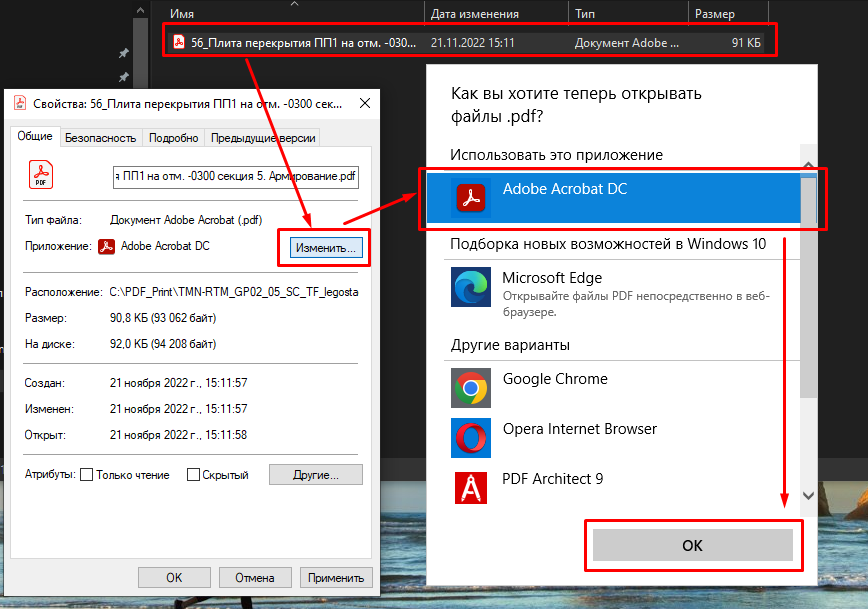 Имя Дата изменения Тип Размер
56_Плита перекрытия ПП1 на отм. -030... 21.11.2022 15:11 Документ Adobe ... 91 КБ
Свойства: 56_Плита перекрытия ПП1 на отм. -0300 сек...
Общие Безопасность Подробно Предыдущие версии
PDF
ПП1 на отм. -0300 секция 5. Армирование.pdf
Тип файла: Документ Adobe Acrobat (.pdf)
Приложение: Adobe Acrobat DC Изменить...
Расположение: C:\PDF_Print\TMN-RTM_GP02_05_SC_TF_legosta
Размер: 90,8 КБ (93 062 байт)
На диске: 92,0 КБ (94 208 байт)
Создан: 21 ноября 2022 г., 15:11:57
Изменен: 21 ноября 2022 г., 15:11:57
Открыт: 21 ноября 2022 г., 15:11:58
Атрибуты: Только чтение Скрытый Другие...
OK Отмена Применить
Как вы хотите теперь открывать
файлы .pdf?
Использовать это приложение
Adobe Acrobat DC
Подборка новых возможностей в Windows 10
Microsoft Edge
Открывайте файлы PDF непосредственно в веб-
браузере.
Другие варианты
Google Chrome
Opera Internet Browser
PDF Architect 9
OK